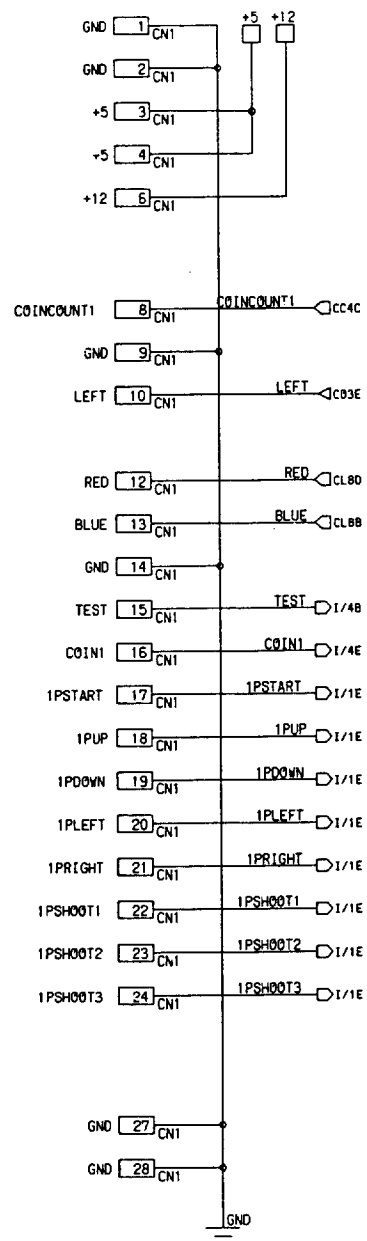 +5 +12
GND 1 CN1
GND 2 CN1
+5 3 CN1
+5 4 CN1
+12 6 CN1
COINCOUNT1 8 CN1 COINCOUNT1 CC4C
GND 9 CN1
LEFT 10 CN1 LEFT C03E
RED 12 CN1 RED CL8D
BLUE 13 CN1 BLUE CL8B
GND 14 CN1
TEST 15 CN1 TEST I/4B
COIN1 16 CN1 COIN1 I/4E
1PSTART 17 CN1 1PSTART I/1E
1PUP 18 CN1 1PUP I/1E
1PDOWN 19 CN1 1PDOWN I/1E
1PLEFT 20 CN1 1PLEFT I/1E
1PRIGHT 21 CN1 1PRIGHT I/1E
1PSHOOT1 22 CN1 1PSHOOT1 I/1E
1PSHOOT2 23 CN1 1PSHOOT2 I/1E
1PSHOOT3 24 CN1 1PSHOOT3 I/1E
GND 27 CN1
GND 28 CN1
GND